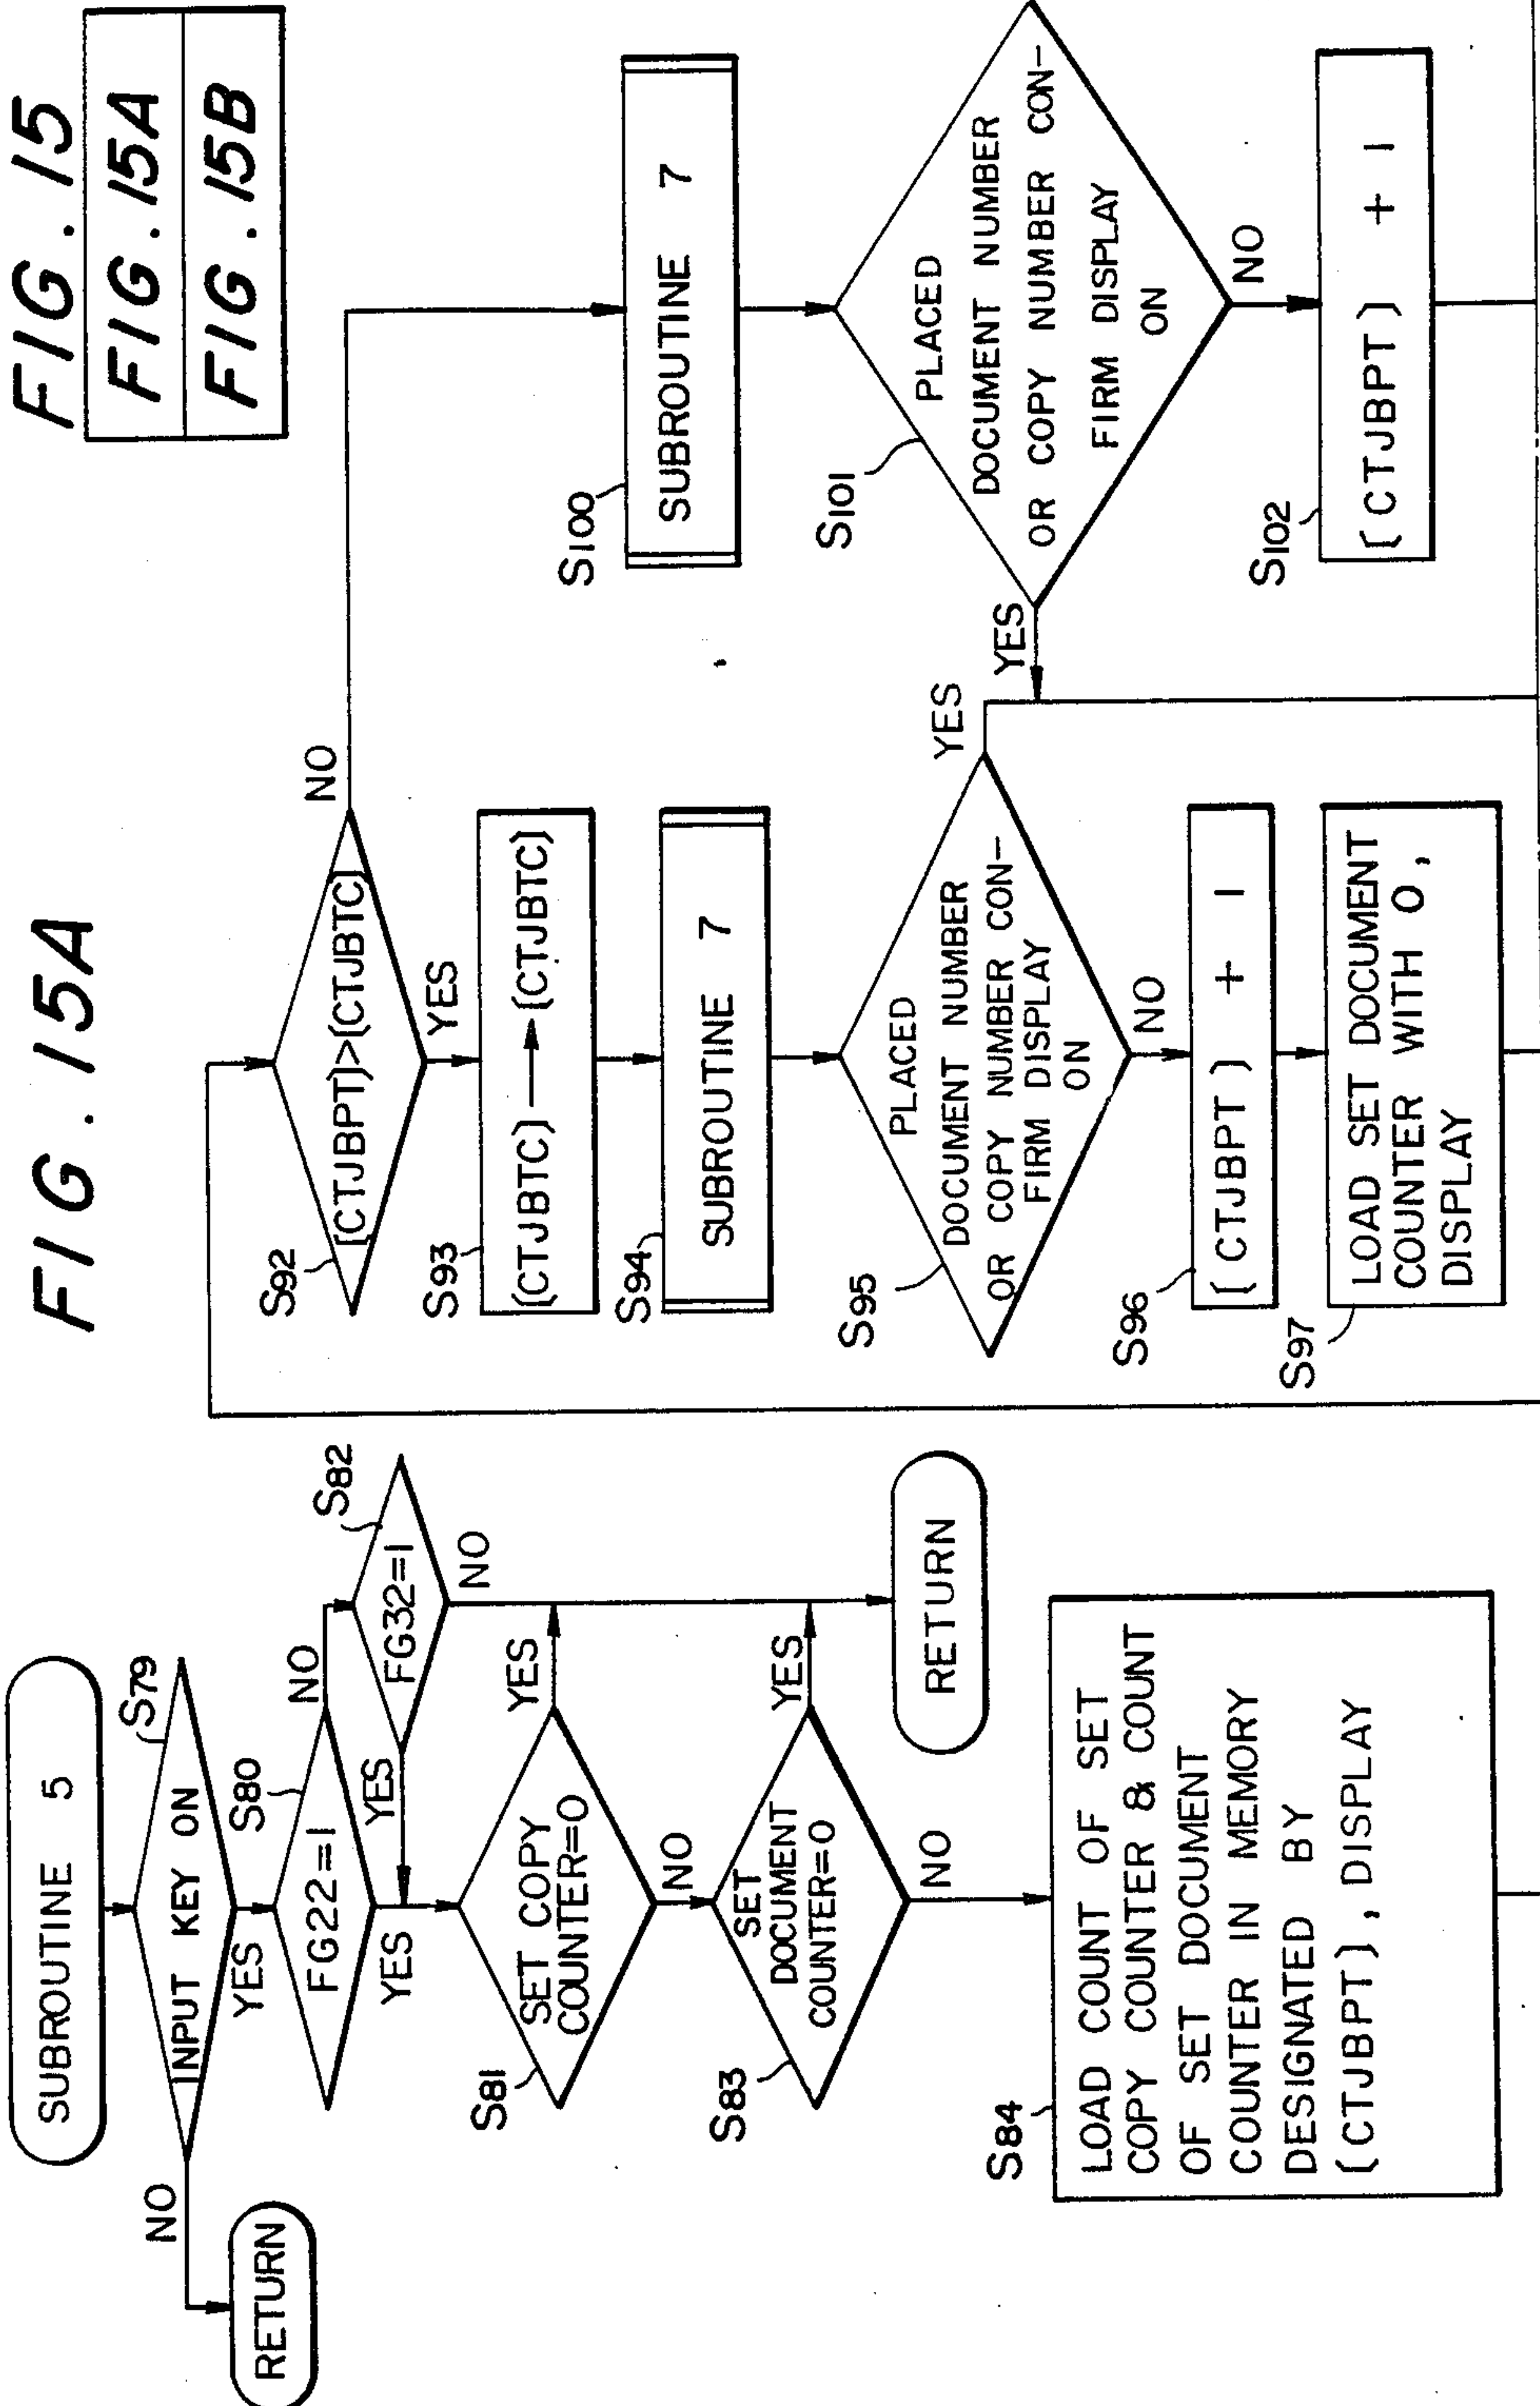 FIG. 15A
FIG. 15
FIG. 15A
FIG. 15B
SUBROUTINE 5
S79
INPUT KEY ON
NO
RETURN
YES
S80
FG22=1
NO
S82
FG32=1
YES
NO
YES
S81
SET COPY
COUNTER=0
YES
NO
S83
SET
DOCUMENT
COUNTER=0
YES
RETURN
NO
S84
LOAD COUNT OF SET
COPY COUNTER & COUNT
OF SET DOCUMENT
COUNTER IN MEMORY
DESIGNATED BY
(CTJBPT), DISPLAY
S92
(CTJBPT)>(CTJBTC)
NO
YES
S93
(CTJBTC)→(CTJBTC)
S94
SUBROUTINE 7
S95
PLACED
DOCUMENT NUMBER
OR COPY NUMBER CON-
FIRM DISPLAY
ON
YES
NO
S96
(CTJBPT) + 1
S97
LOAD SET DOCUMENT
COUNTER WITH 0,
DISPLAY
S100
SUBROUTINE 7
S101
PLACED
DOCUMENT NUMBER
OR COPY NUMBER CON-
FIRM DISPLAY
ON
YES
NO
S102
(CTJBPT) + 1